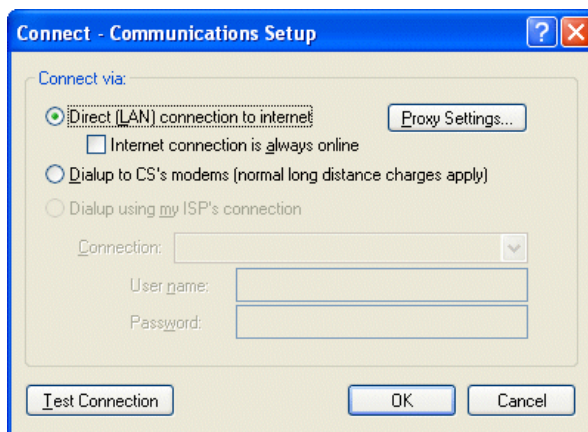 Connect - Communications Setup
Connect via:
Direct (LAN) connection to internet
Proxy Settings...
Internet connection is always online
Dialup to CS's modems (normal long distance charges apply)
Dialup using my ISP's connection
Connection:
User name:
Password:
Test Connection
OK
Cancel